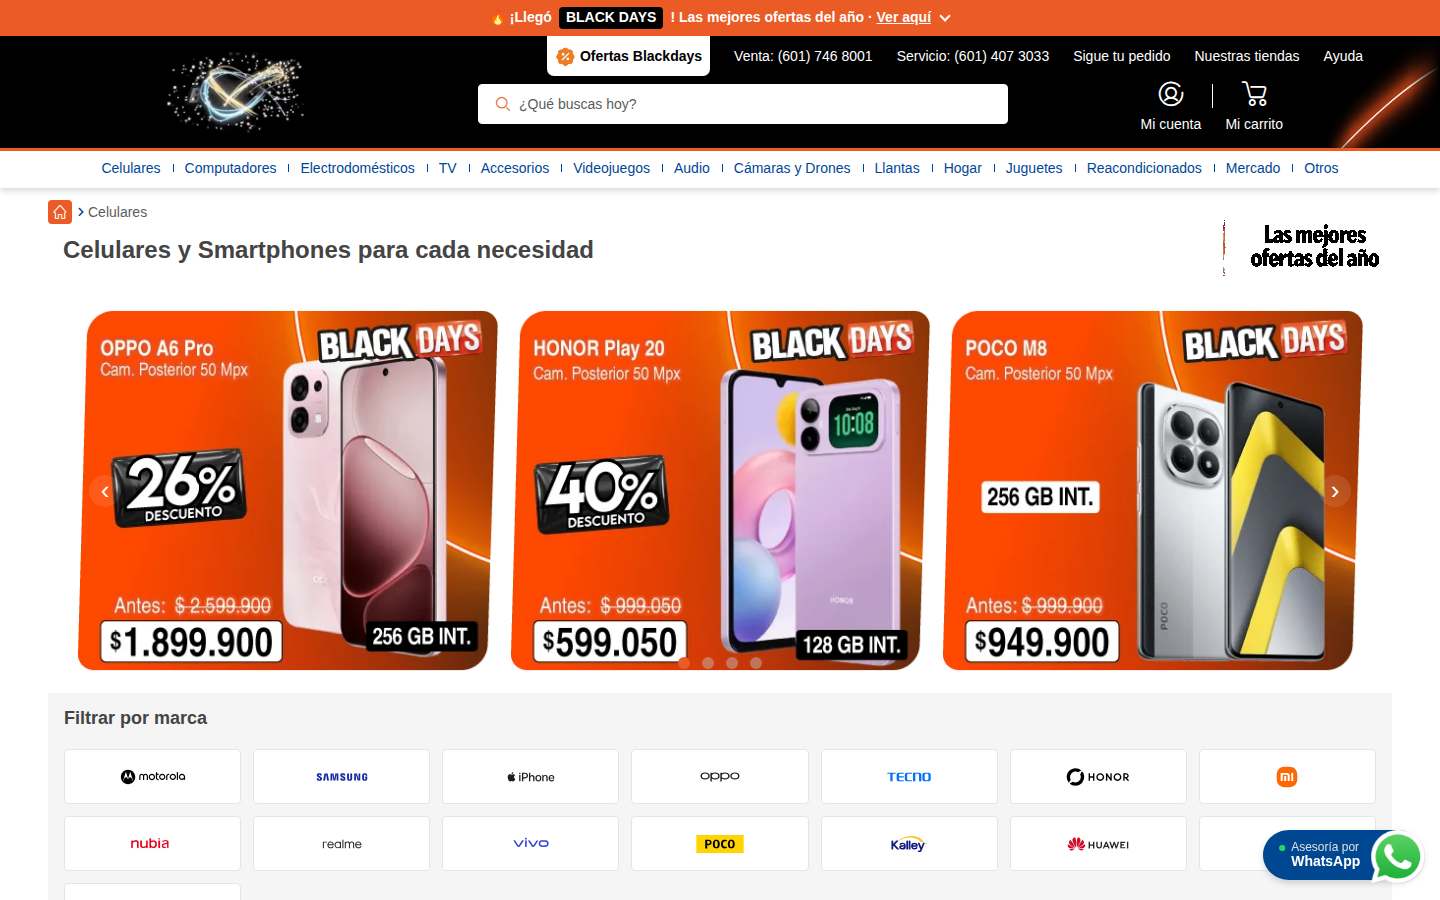 🔥 ¡Llegó BLACK DAYS ! Las mejores ofertas del año · Ver aquí
Ofertas Blackdays
Venta: (601) 746 8001
Servicio: (601) 407 3033
Sigue tu pedido
Nuestras tiendas
Ayuda
¿Qué buscas hoy?
Mi cuenta
Mi carrito
Celulares
Computadores
Electrodomésticos
TV
Accesorios
Videojuegos
Audio
Cámaras y Drones
Llantas
Hogar
Juguetes
Reacondicionados
Mercado
Otros
Celulares
Celulares y Smartphones para cada necesidad
Las mejores
ofertas del año
BLACK DAYS
OPPO A6 Pro
Cam. Posterior 50 Mpx
26%
DESCUENTO
Antes: $ 2.599.900
$1.899.900
256 GB INT.
BLACK DAYS
HONOR Play 20
Cam. Posterior 50 Mpx
10:08
40%
DESCUENTO
HONOR
Antes: $ 999.050
$599.050
128 GB INT.
BLACK DAYS
POCO M8
Cam. Posterior 50 Mpx
256 GB INT.
POCO
Antes: $ 999.900
$949.900
Filtrar por marca
motorola
SAMSUNG
iPhone
oppo
TECNO
HONOR
mi
nubia
realme
vivo
POCO
Kalley
HUAWEI
Asesoría por
WhatsApp